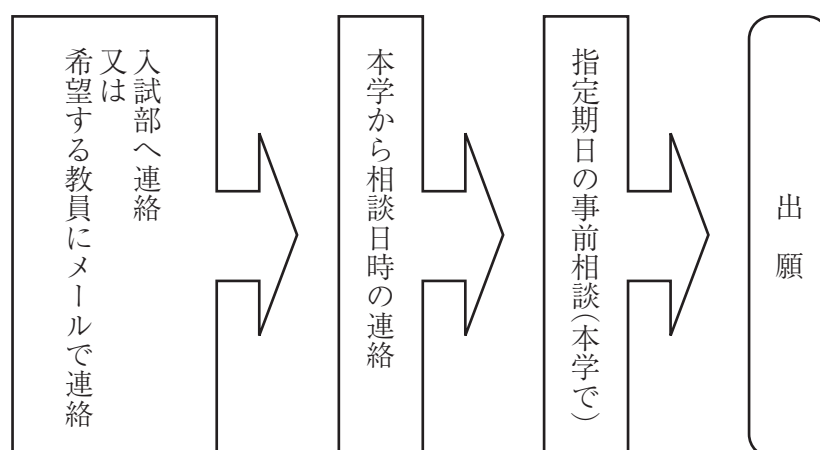 入試部へ連絡
又は
希望する教員にメールで連絡
本学から相談日時の連絡
指定期日の事前相談（本学で）
出願